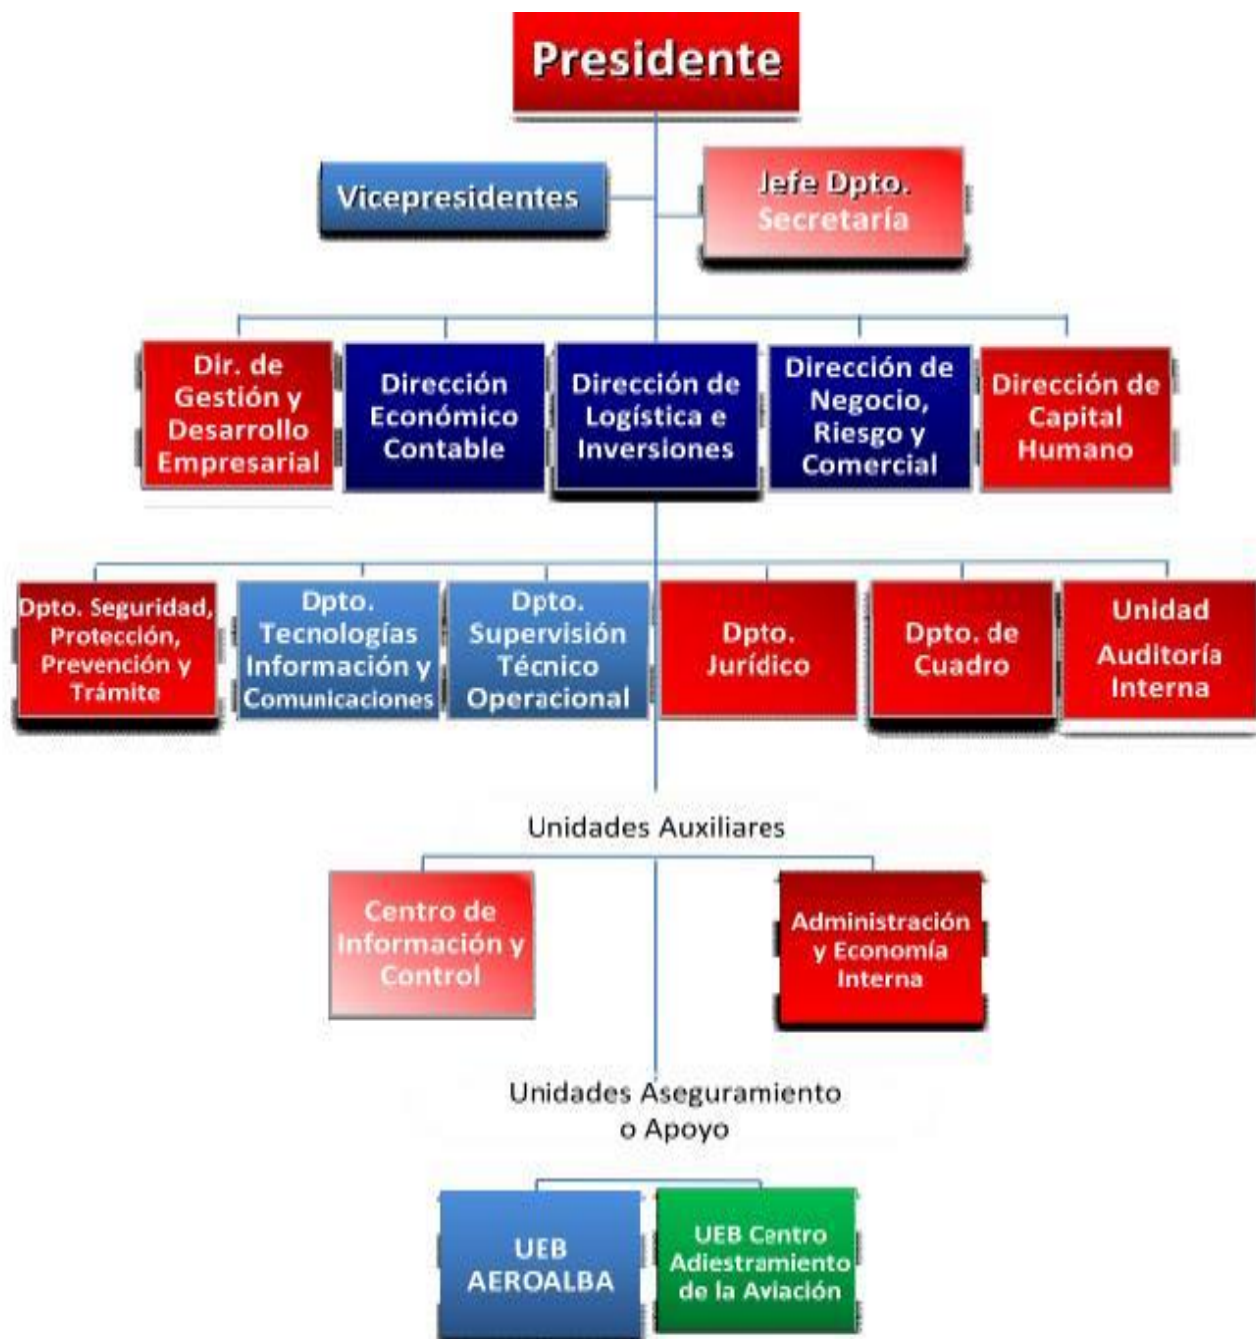 Presidente
Vicepresidentes
Jefe Dpto.
Secretaría
Dir. de
Gestión y
Desarrollo
Empresarial
Dirección
Económico
Contable
Dirección de
Logística e
Inversiones
Dirección de
Negocio,
Riesgo y
Comercial
Dirección de
Capital
Humano
Dpto. Seguridad,
Protección,
Prevención y
Trámite
Dpto.
Tecnologías
Información y
Comunicaciones
Dpto.
Supervisión
Técnico
Operacional
Dpto.
Jurídico
Dpto. de
Cuadro
Unidad
Auditoría
Interna
Unidades Auxiliares
Centro de
Información y
Control
Administración
y Economía
Interna
Unidades Aseguramiento
o Apoyo
UEB
AEROALBA
UEB Centro
Adiestramiento
de la Aviación